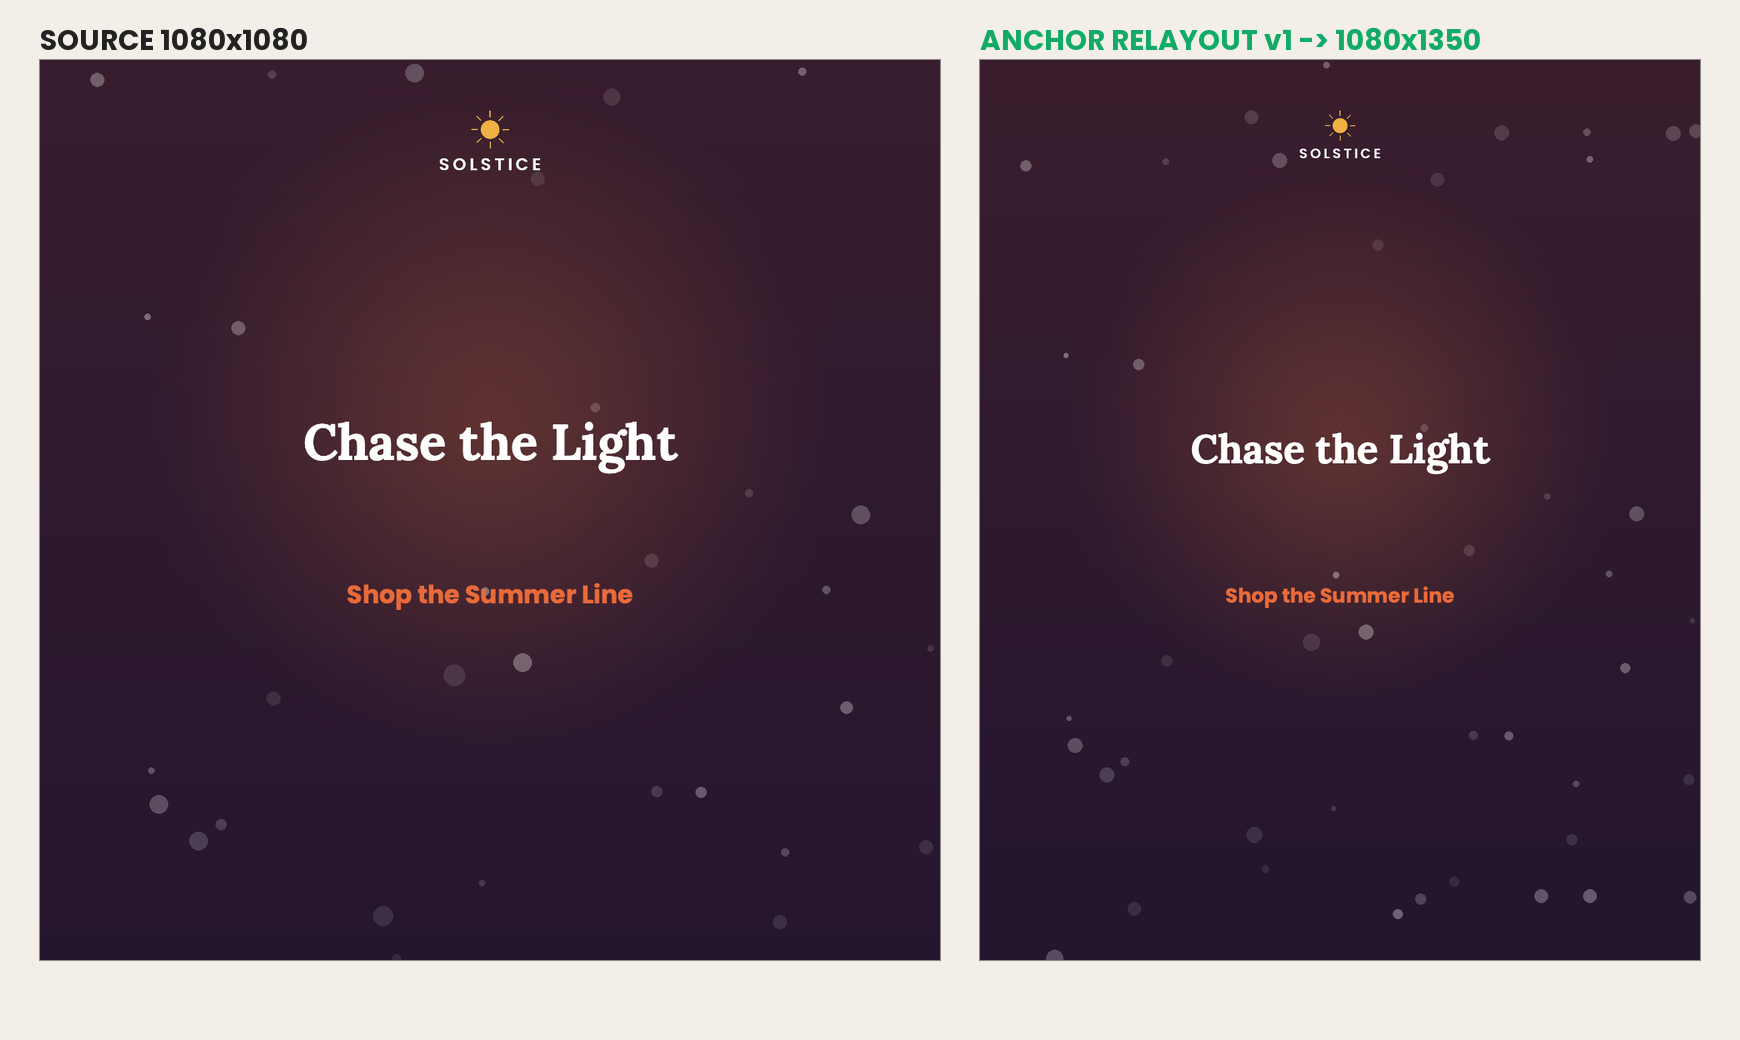 SOURCE 1080x1080
SOLSTICE
Chase the Light
Shop the Summer Line
ANCHOR RELAYOUT v1 -> 1080x1350
SOLSTICE
Chase the Light
Shop the Summer Line